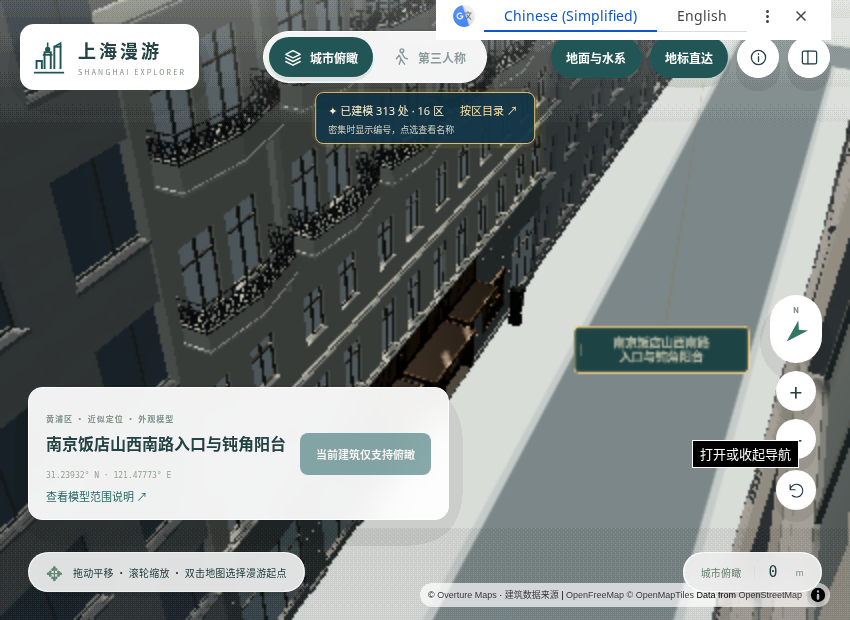 Chinese (Simplified)
English
上海漫游
SHANGHAI EXPLORER
城市俯瞰
第三人称
地面与水系
地标直达
✦ 已建模 313 处 · 16 区 按区目录 ↗
密集时显示编号，点选查看名称
N
南京饭店山西南路
入口与钝角阳台
+
打开或收起导航
黄浦区 · 近似定位 · 外观模型
南京饭店山西南路入口与钝角阳台
当前建筑仅支持俯瞰
31.23932° N · 121.47773° E
查看模型范围说明 ↗
拖动平移 · 滚轮缩放 · 双击地图选择漫游起点
城市俯瞰 0 m
© Overture Maps · 建筑数据来源 | OpenFreeMap © OpenMapTiles Data from OpenStreetMap